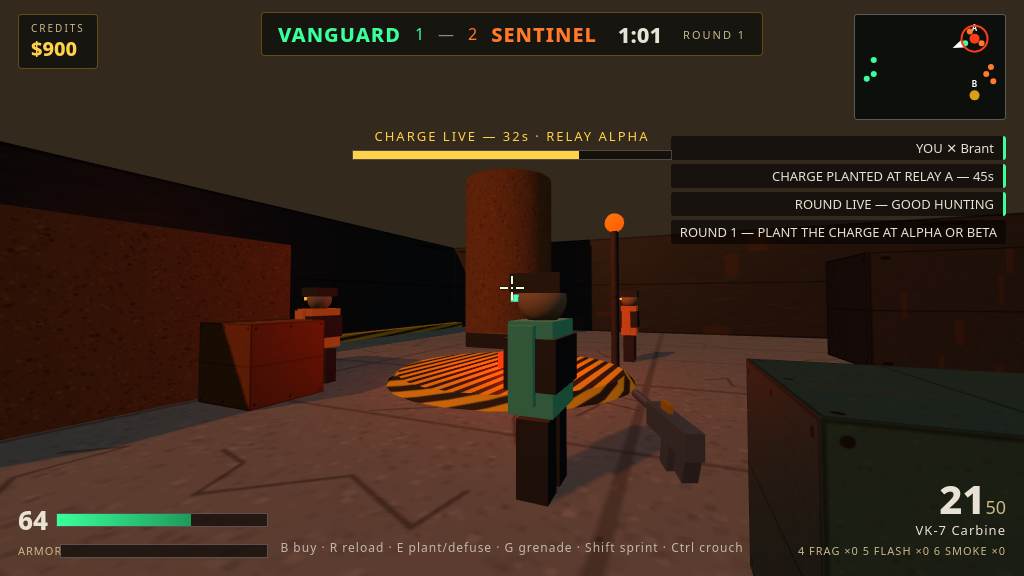 CREDITS
$900
VANGUARD 1 — 2 SENTINEL 1:01 ROUND 1
A
B
CHARGE LIVE — 32s · RELAY ALPHA
YOU ✕ Brant
CHARGE PLANTED AT RELAY A — 45s
ROUND LIVE — GOOD HUNTING
ROUND 1 — PLANT THE CHARGE AT ALPHA OR BETA
64
ARMOR
B buy · R reload · E plant/defuse · G grenade · Shift sprint · Ctrl crouch
21 50
VK-7 Carbine
4 FRAG ×0 5 FLASH ×0 6 SMOKE ×0